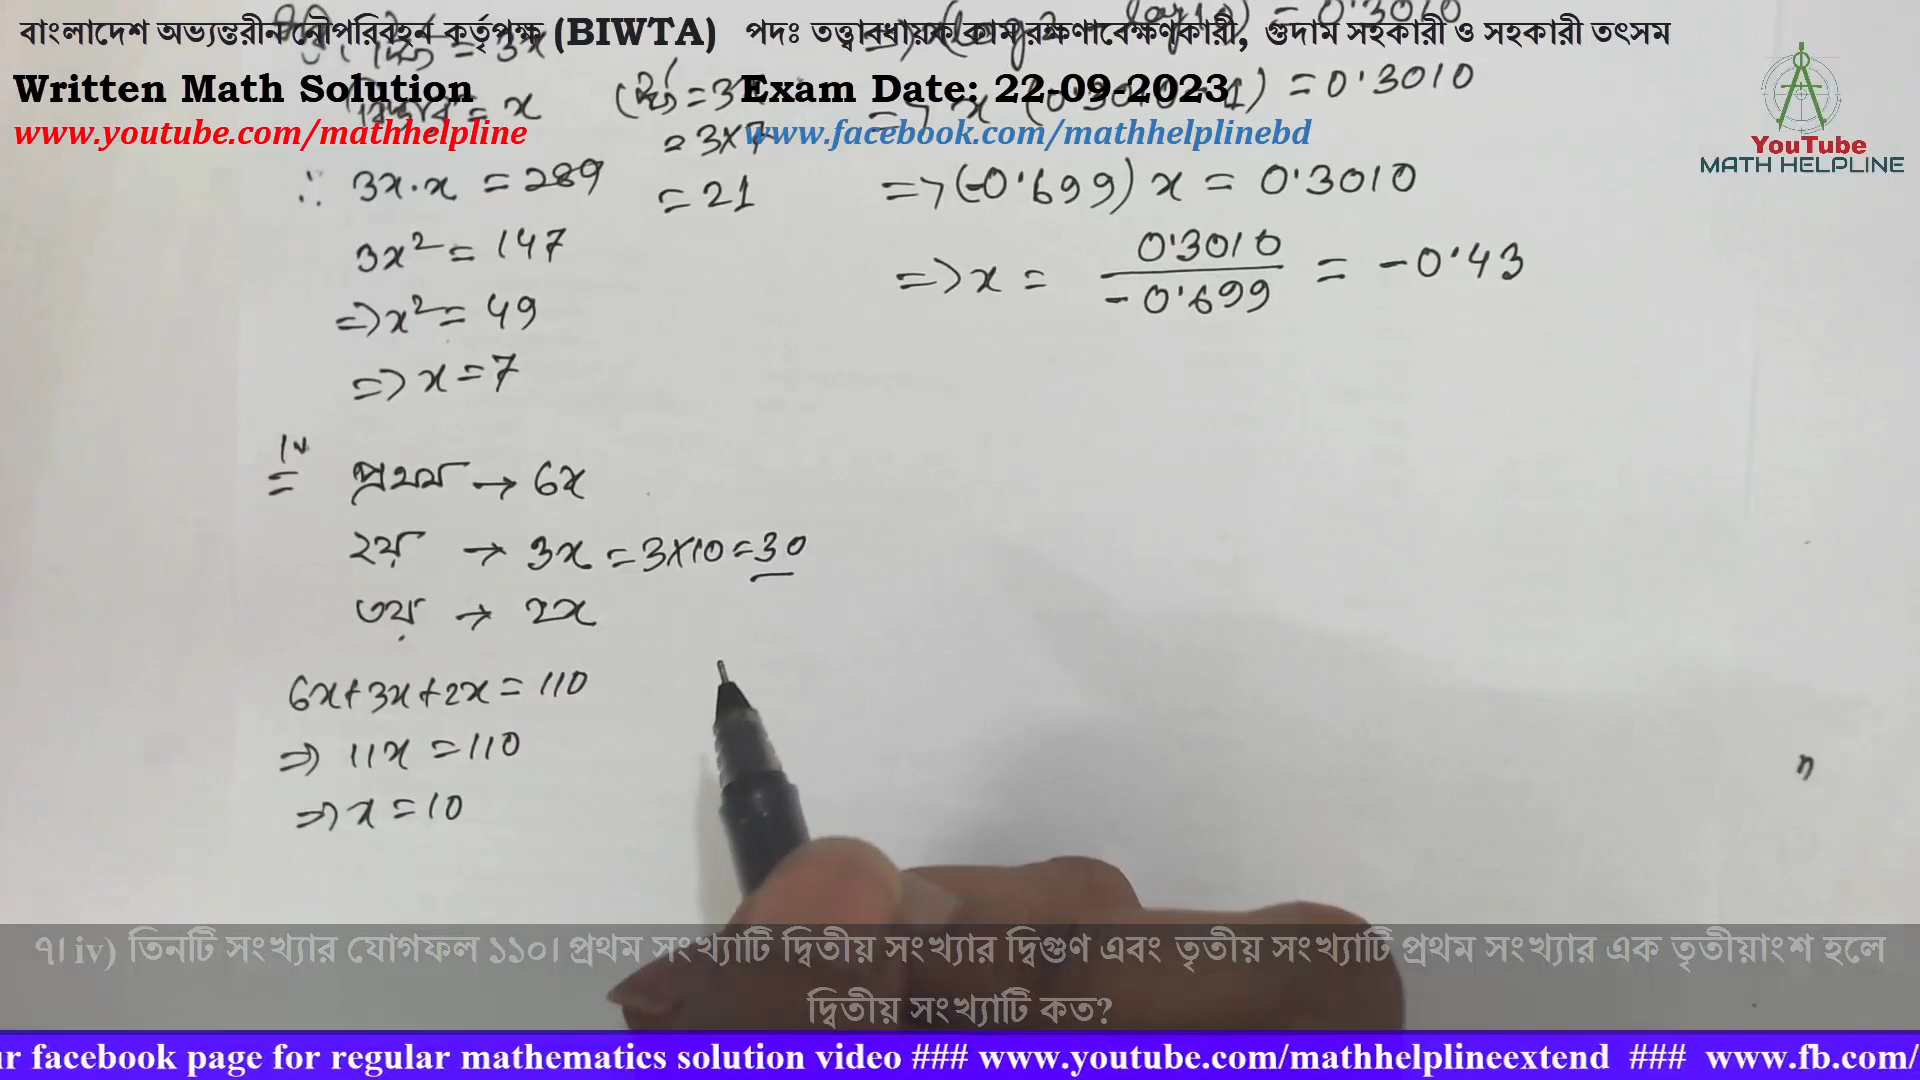 বাংলাদেশ অভ্যন্তরীন নৌপরিবহন কর্তৃপক্ষ (BIWTA) পদঃ তত্ত্বাবধায়ক কাম রক্ষণাবেক্ষণকারী, গুদাম সহকারী ও সহকারী তৎসম
Written Math Solution Exam Date: 22-09-2023
www.youtube.com/mathhelpline www.facebook.com/mathhelplinebd
YouTube
MATH HELPLINE
= 3x
= x
∴ 3x.x = 289
3x² = 147
=> x² = 49
=> x = 7
= 3×7
= 21
= 0.3010
= 0.3010
=> (-0.699) x = 0.3010
=> x = 0.3010 / -0.699 = -0.43
iv
প্রথম → 6x
২য় → 3x = 3×10 = 30
৩য় → 2x
6x+3x+2x = 110
=> 11x = 110
=> x = 10
n
৭। iv) তিনটি সংখ্যার যোগফল ১১০। প্রথম সংখ্যাটি দ্বিতীয় সংখ্যার দ্বিগুণ এবং তৃতীয় সংখ্যাটি প্রথম সংখ্যার এক তৃতীয়াংশ হলে
দ্বিতীয় সংখ্যাটি কত?
facebook page for regular mathematics solution video ### www.youtube.com/mathhelplineextend ### www.fb.com/